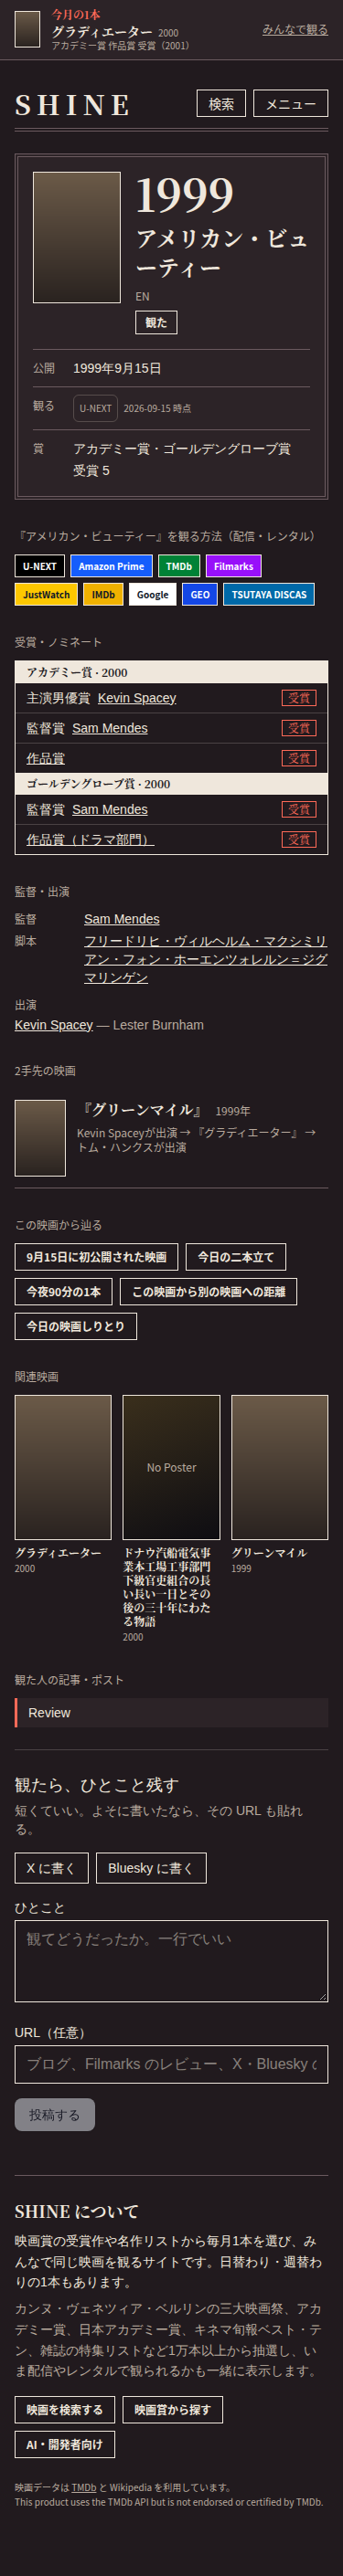 今月の1本
グラディエーター 2000
アカデミー賞 作品賞 受賞（2001）
みんなで観る
SHINE
検索
メニュー
1999
アメリカン・ビュ
ーティー
EN
観た
公開 1999年9月15日
観る U-NEXT 2026-09-15 時点
賞 アカデミー賞・ゴールデングローブ賞
受賞 5
『アメリカン・ビューティー』を観る方法（配信・レンタル）
U-NEXT Amazon Prime TMDb Filmarks
JustWatch IMDb Google GEO TSUTAYA DISCAS
受賞・ノミネート
アカデミー賞 · 2000
主演男優賞 Kevin Spacey 受賞
監督賞 Sam Mendes 受賞
作品賞 受賞
ゴールデングローブ賞 · 2000
監督賞 Sam Mendes 受賞
作品賞（ドラマ部門） 受賞
監督・出演
監督 Sam Mendes
脚本 フリードリヒ・ヴィルヘルム・マクシミリ
アン・フォン・ホーエンツォレルン＝ジグ
マリンゲン
出演
Kevin Spacey — Lester Burnham
2手先の映画
『グリーンマイル』 1999年
Kevin Spaceyが出演 → 『グラディエーター』 →
トム・ハンクスが出演
この映画から辿る
9月15日に初公開された映画 今日の二本立て
今夜90分の1本 この映画から別の映画への距離
今日の映画しりとり
関連映画
No Poster
グラディエーター
2000
ドナウ汽船電気事
業本工場工事部門
下級官吏組合の長
い長い一日とその
後の三十年にわた
る物語
2000
グリーンマイル
1999
観た人の記事・ポスト
Review
観たら、ひとこと残す
短くていい。よそに書いたなら、その URL も貼れ
る。
X に書く Bluesky に書く
ひとこと
観てどうだったか。一行でいい
URL（任意）
ブログ、Filmarks のレビュー、X・Bluesky の
投稿する
SHINE について
映画賞の受賞作や名作リストから毎月1本を選び、み
んなで同じ映画を観るサイトです。日替わり・週替わ
りの1本もあります。
カンヌ・ヴェネツィア・ベルリンの三大映画祭、アカ
デミー賞、日本アカデミー賞、キネマ旬報ベスト・テ
ン、雑誌の特集リストなど1万本以上から抽選し、い
ま配信やレンタルで観られるかも一緒に表示します。
映画を検索する 映画賞から探す
AI・開発者向け
映画データは TMDb と Wikipedia を利用しています。
This product uses the TMDb API but is not endorsed or certified by TMDb.